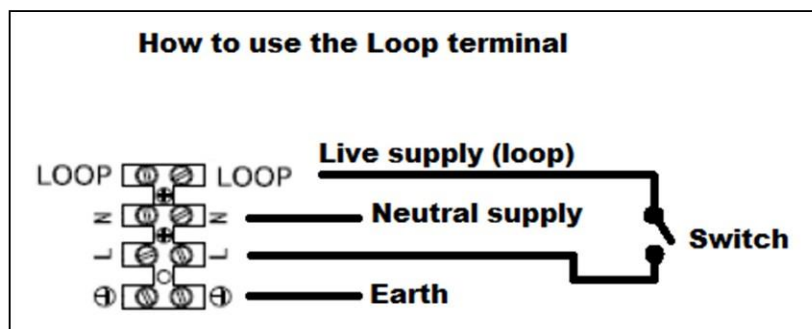 How to use the Loop terminal
LOOP LOOP Live supply (loop)
N N Neutral supply
L L
Switch
Earth